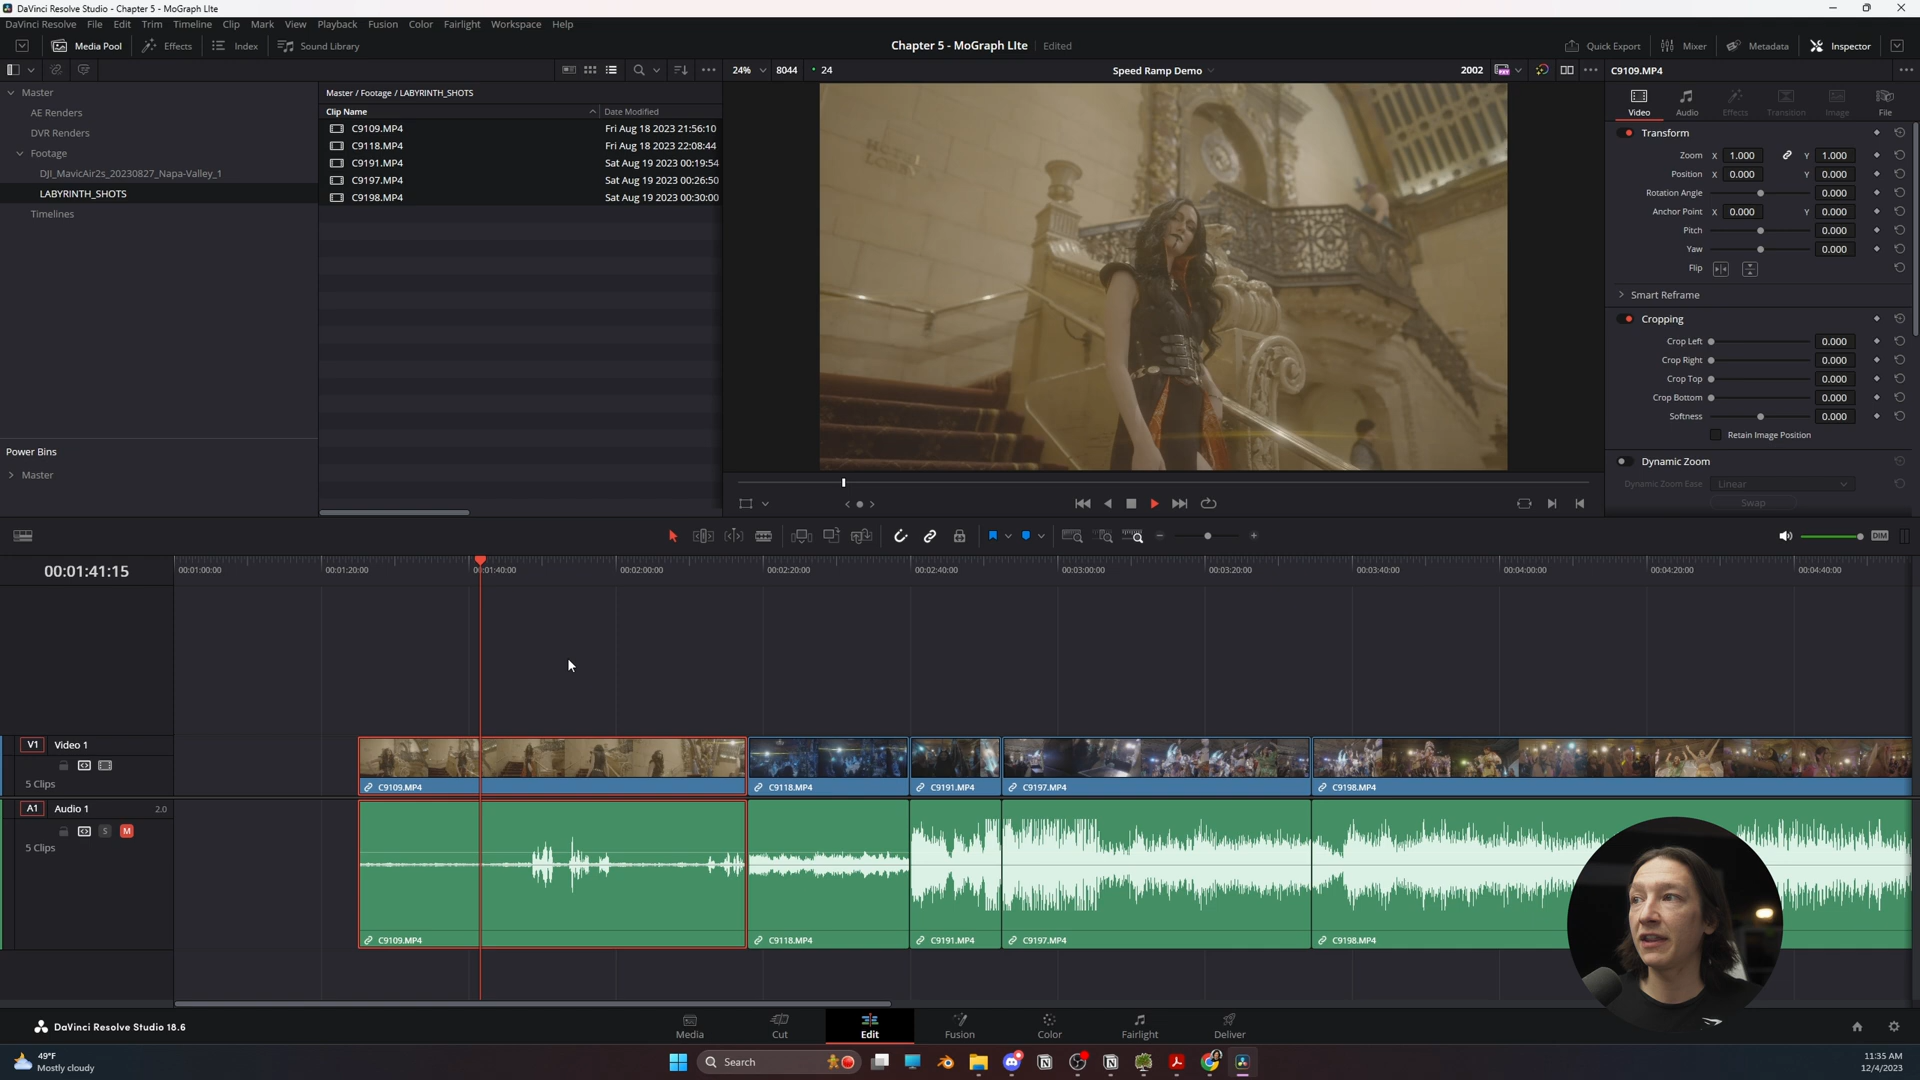 DaVinci Resolve Studio - Chapter 5 - MoGraph LIte
DaVinci Resolve File Edit Trim Timeline Clip Mark View Playback Fusion Color Fairlight Workspace Help
Media Pool Effects Index Sound Library Chapter 5 - MoGraph LIte Edited Quick Export Mixer Metadata Inspector
24% 8044 24 Speed Ramp Demo 2002 C9109.MP4
Master
AE Renders
DVR Renders
Footage
DJI_MavicAir2s_20230827_Napa-Valley_1
LABYRINTH_SHOTS
Timelines
Power Bins
Master
Master / Footage / LABYRINTH_SHOTS
Clip Name Date Modified
C9109.MP4 Fri Aug 18 2023 21:56:10
C9118.MP4 Fri Aug 18 2023 22:08:44
C9191.MP4 Sat Aug 19 2023 00:19:54
C9197.MP4 Sat Aug 19 2023 00:26:50
C9198.MP4 Sat Aug 19 2023 00:30:00
Video Audio Effects Transition Image File
Transform
Zoom X 1.000 Y 1.000
Position X 0.000 Y 0.000
Rotation Angle 0.000
Anchor Point X 0.000 Y 0.000
Pitch 0.000
Yaw 0.000
Flip
Smart Reframe
Cropping
Crop Left 0.000
Crop Right 0.000
Crop Top 0.000
Crop Bottom 0.000
Softness 0.000
Retain Image Position
Dynamic Zoom
Dynamic Zoom Ease Linear
Swap
DIM
00:01:41:15
00:01:00:00 00:01:20:00 00:01:40:00 00:02:00:00 00:02:20:00 00:02:40:00 00:03:00:00 00:03:20:00 00:03:40:00 00:04:00:00 00:04:20:00 00:04:40:00
V1 Video 1
5 Clips
C9109.MP4 C9118.MP4 C9191.MP4 C9197.MP4 C9198.MP4
A1 Audio 1 2.0
S M
5 Clips
C9109.MP4 C9118.MP4 C9191.MP4 C9197.MP4 C9198.MP4
DaVinci Resolve Studio 18.6
Media Cut Edit Fusion Color Fairlight Deliver
49°F
Mostly cloudy
Search
11:35 AM
12/4/2023